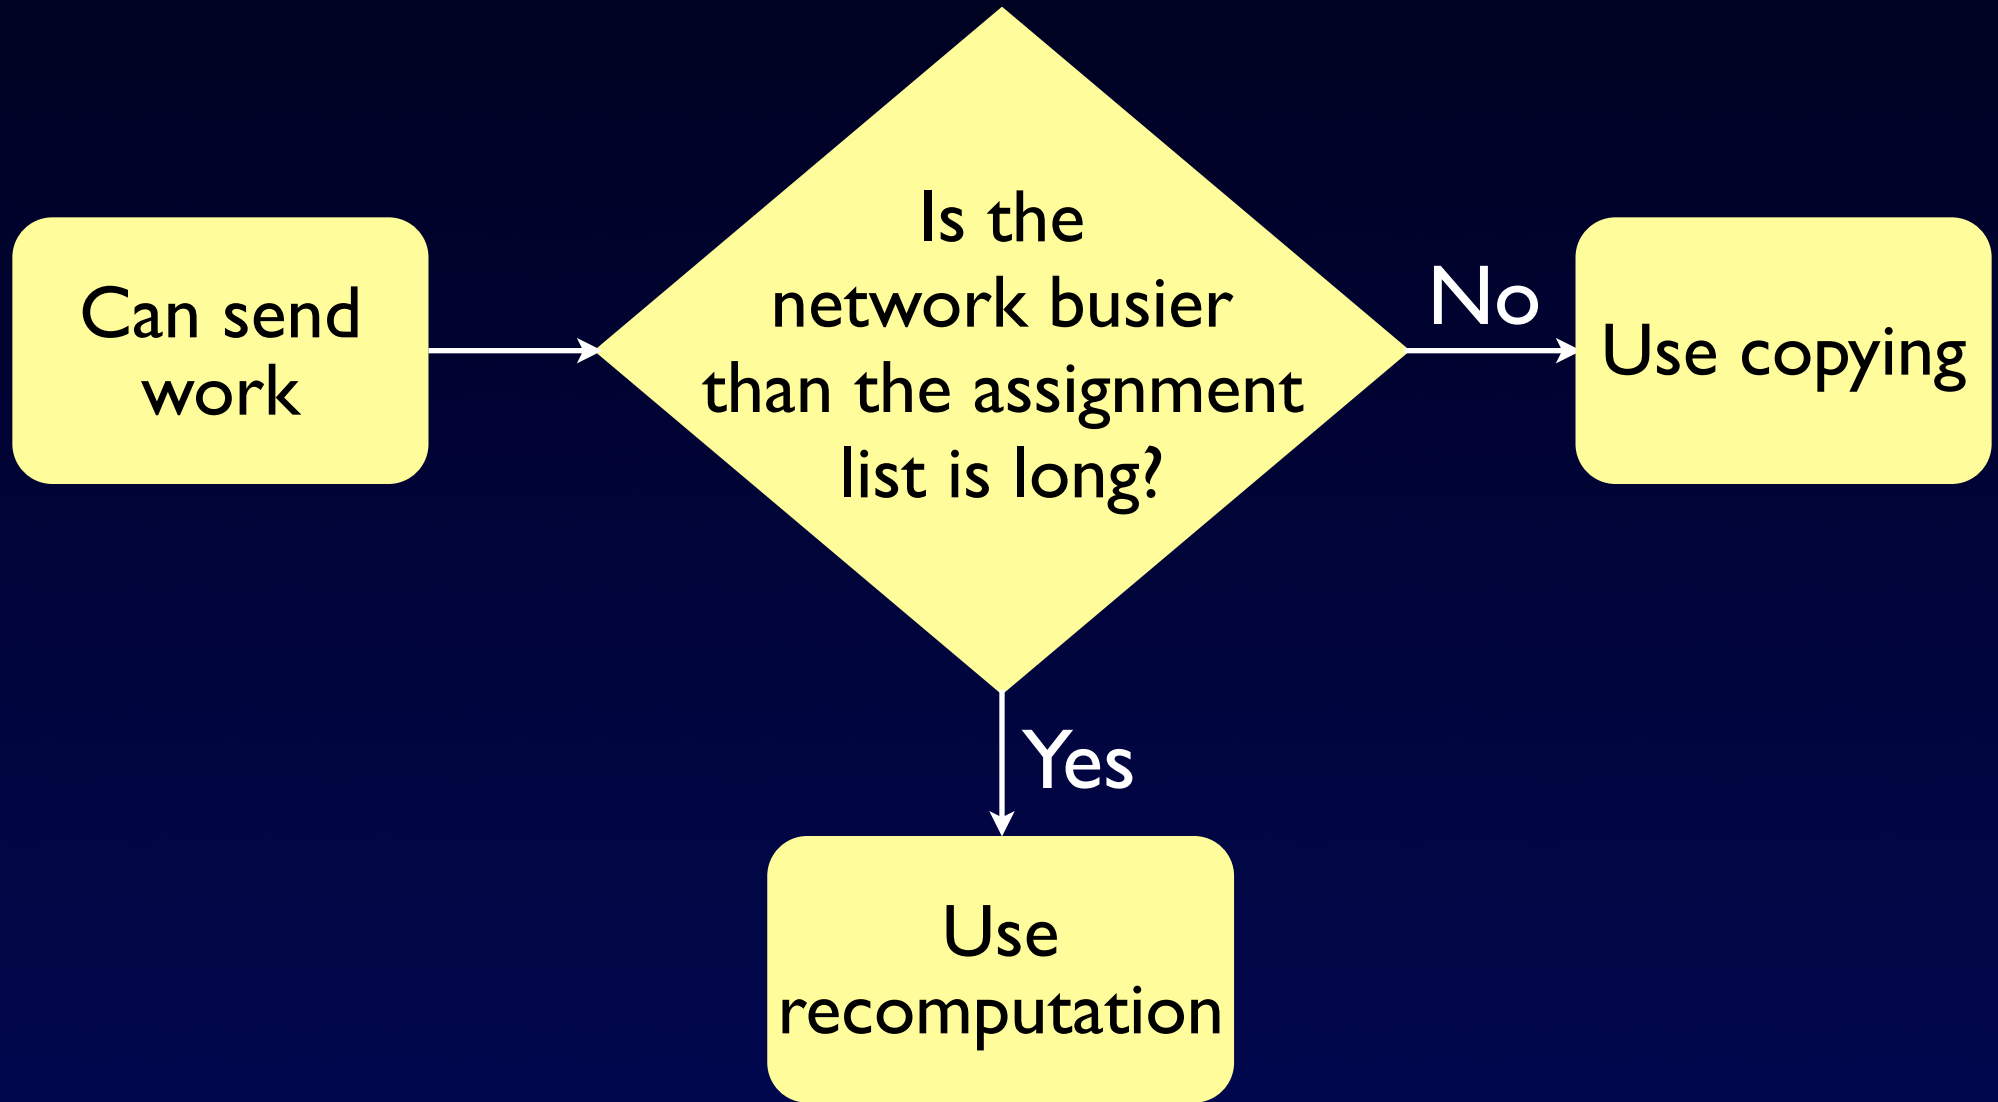 Can send
work
Is the
network busier
than the assignment
list is long?
No
Use copying
Yes
Use
recomputation